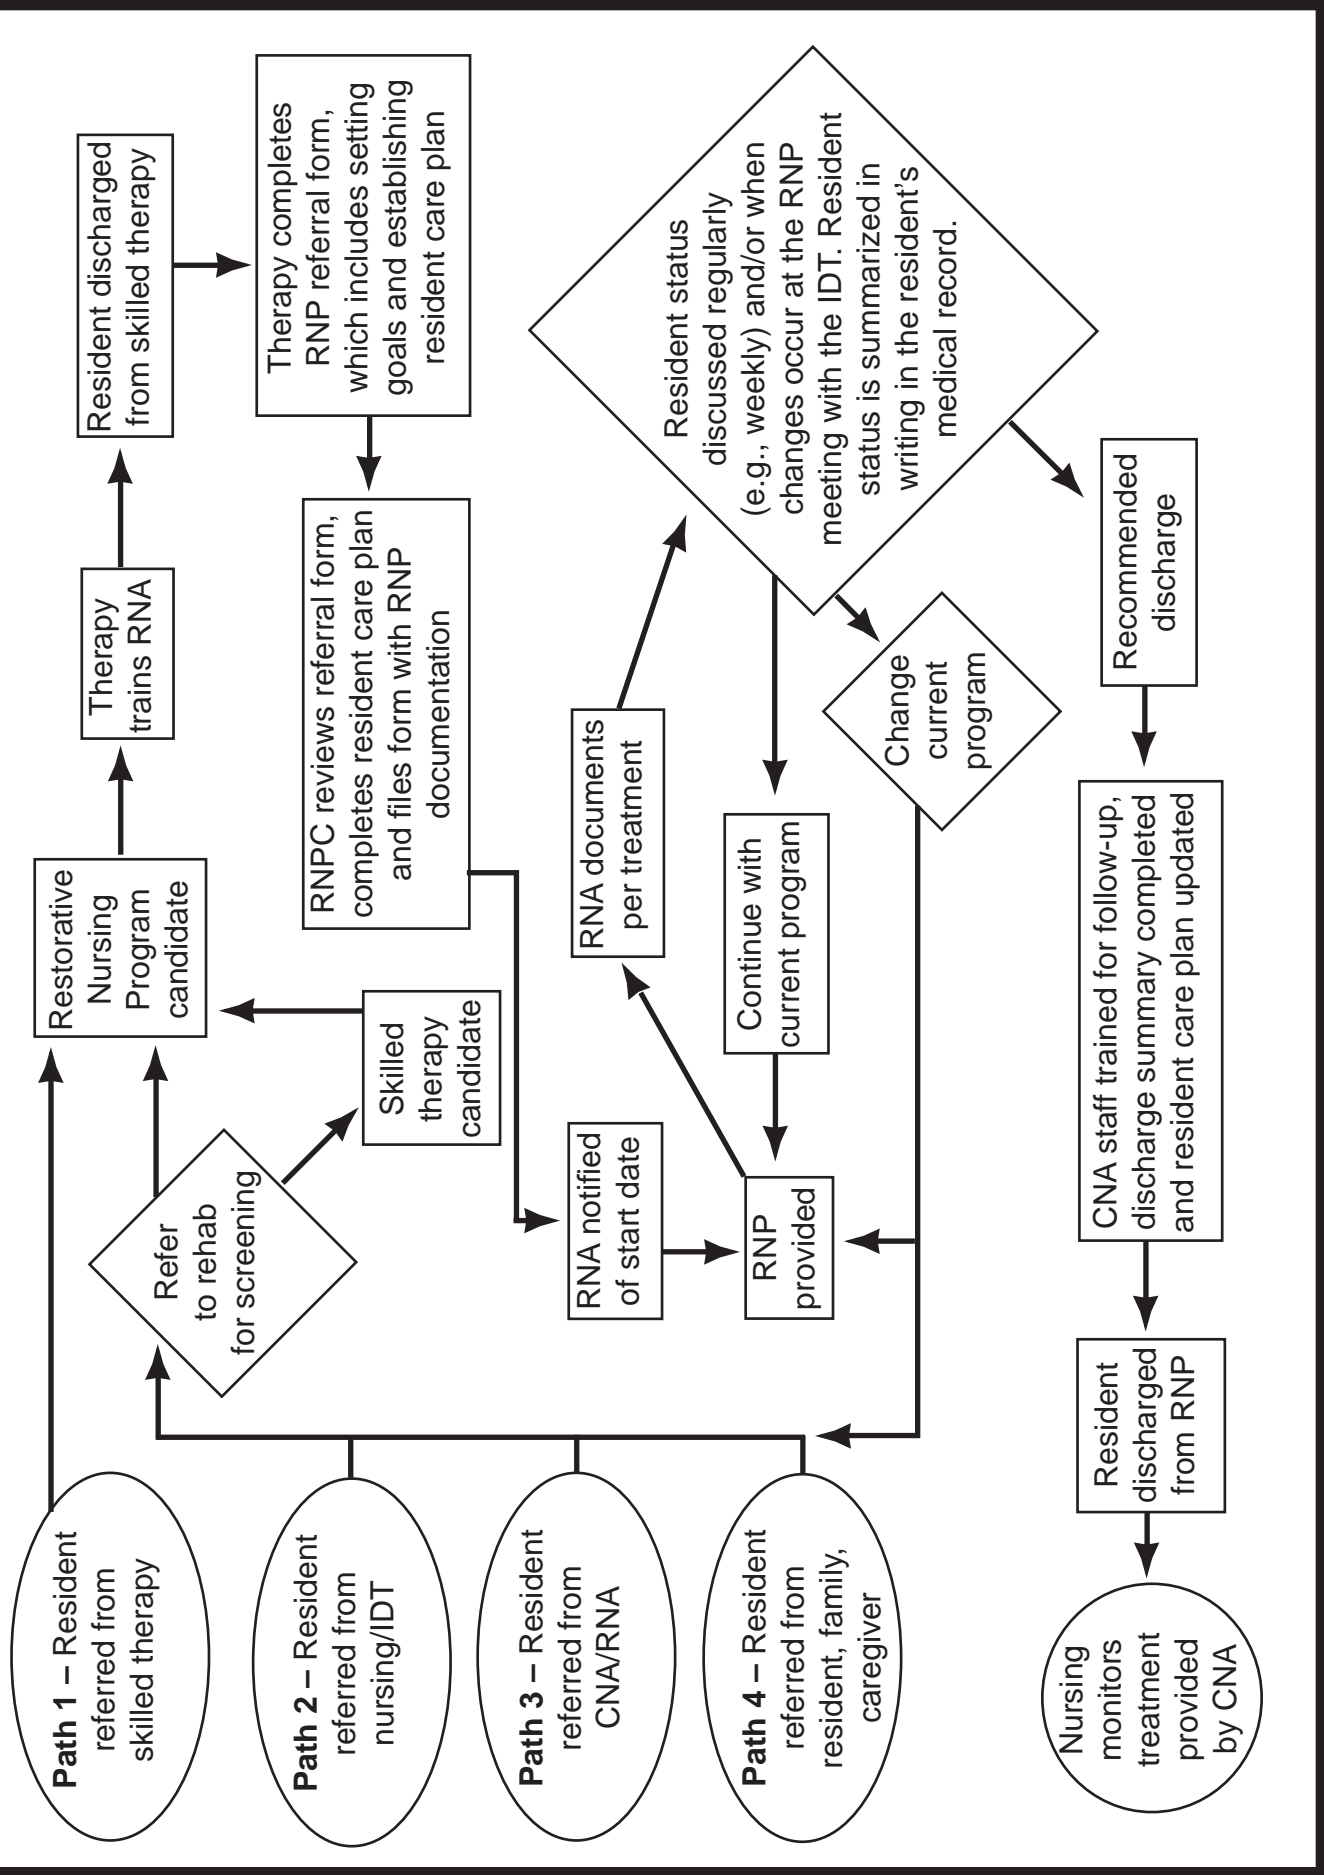 Path 1 – Resident
referred from
skilled therapy
Path 2 – Resident
referred from
nursing/IDT
Path 3 – Resident
referred from
CNA/RNA
Path 4 – Resident
referred from
resident, family,
caregiver
Refer
to rehab
for screening
Skilled
therapy
candidate
Restorative
Nursing
Program
candidate
Therapy
trains RNA
Resident discharged
from skilled therapy
Therapy completes
RNP referral form,
which includes setting
goals and establishing
resident care plan
RNPC reviews referral form,
completes resident care plan
and files form with RNP
documentation
RNA notified
of start date
RNP
provided
RNA documents
per treatment
Resident status
discussed regularly
(e.g., weekly) and/or when
changes occur at the RNP
meeting with the IDT. Resident
status is summarized in
writing in the resident’s
medical record.
Continue with
current program
Change
current
program
Recommended
discharge
CNA staff trained for follow-up,
discharge summary completed
and resident care plan updated
Resident
discharged
from RNP
Nursing
monitors
treatment
provided
by CNA